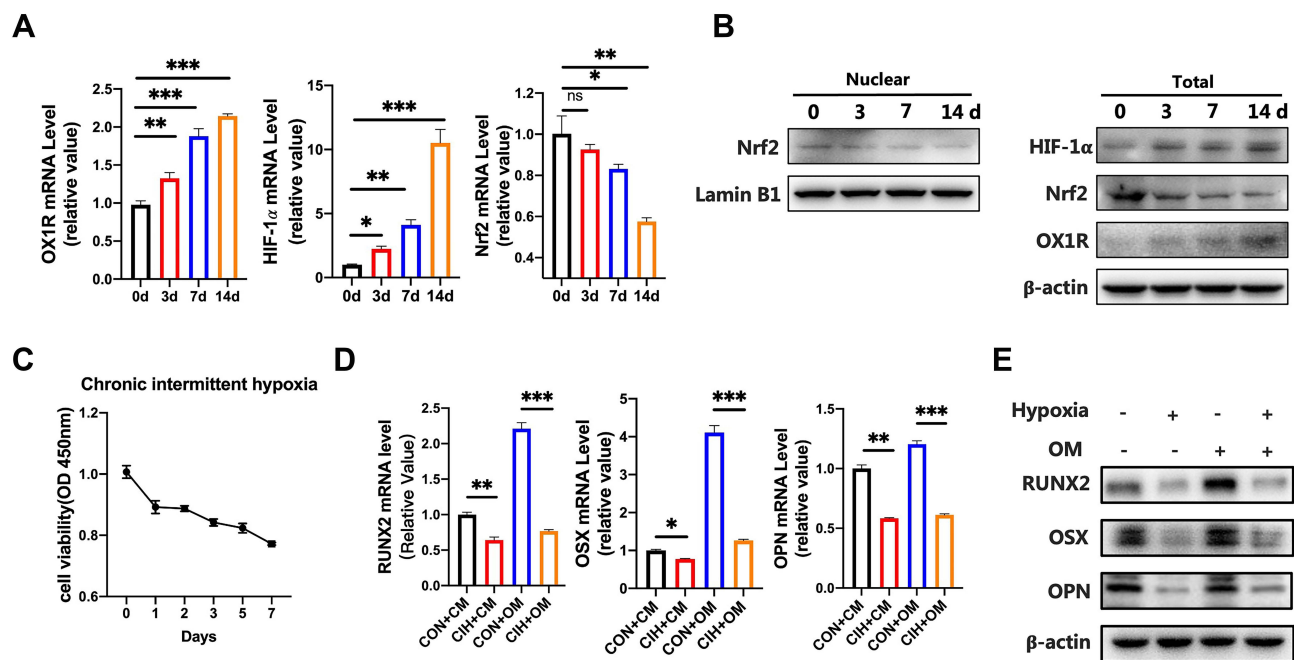 A
OX1R mRNA Level
(relative value)
2.5
2.0
1.5
1.0
0.5
0.0
***
***
**
0d 3d 7d 14d
HIF-1α mRNA Level
(relative value)
15
10
5
0
***
**
*
0d 3d 7d 14d
Nrf2 mRNA Level
(relative value)
1.2
1.0
0.8
0.6
0.4
**
*
ns
0d 3d 7d 14d
B
Nuclear
0 3 7 14 d
Nrf2
Lamin B1
Total
0 3 7 14 d
HIF-1α
Nrf2
OX1R
β-actin
C
Chronic intermittent hypoxia
cell viability(OD 450nm)
1.2
1.0
0.8
0.6
0 1 2 3 5 7
Days
D
RUNX2 mRNA level
(Relative Value)
2.5
2.0
1.5
1.0
0.5
0.0
***
**
CON+CM
CIH+CM
CON+OM
CIH+OM
OSX mRNA Level
(relative value)
5
4
3
2
1
0
***
*
CON+CM
CIH+CM
CON+OM
CIH+OM
OPN mRNA Level
(relative value)
1.5
1.0
0.5
0.0
***
**
CON+CM
CIH+CM
CON+OM
CIH+OM
E
Hypoxia - + - +
OM - - + +
RUNX2
OSX
OPN
β-actin